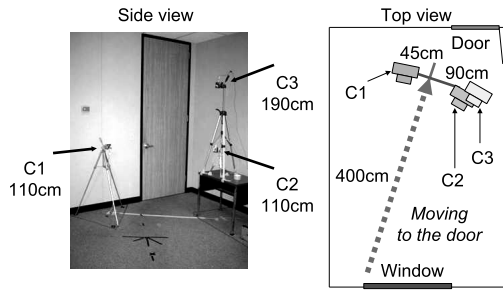 Side view
C3
190cm
C1
110cm
C2
110cm
Top view
Door
45cm
90cm
C1
C3
C2
400cm
Moving
to the door
Window